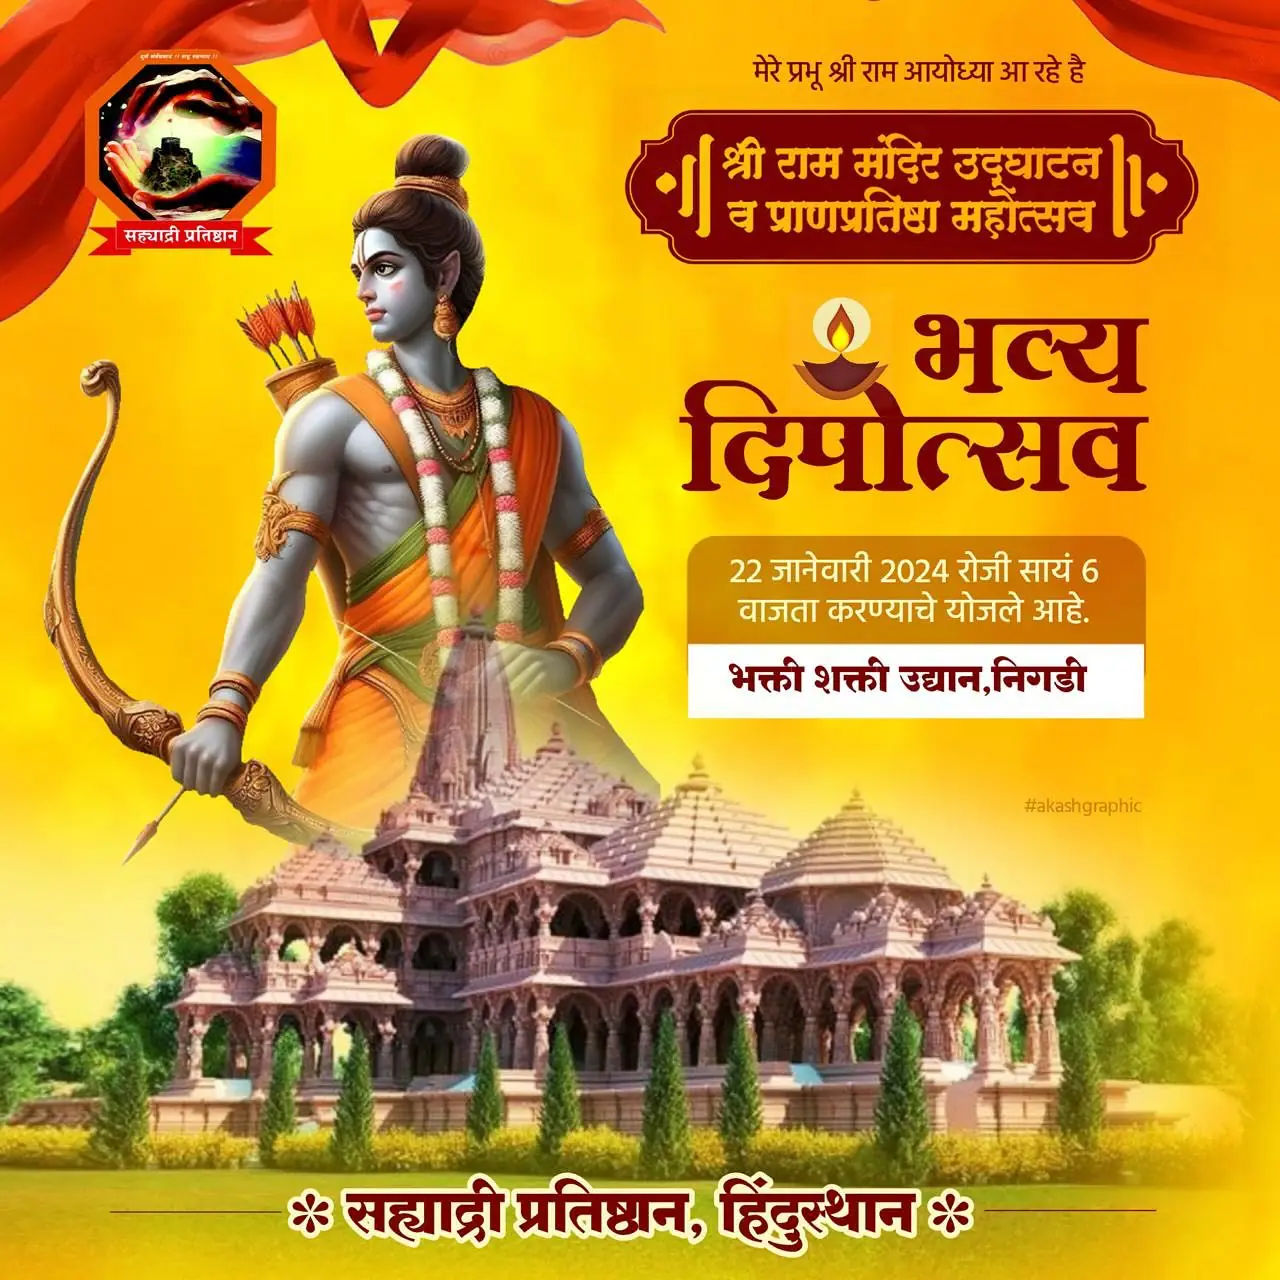 मेरे प्रभू श्री राम आयोध्या आ रहे है
श्री राम मंदिर उद्घाटन
व प्राणप्रतिष्ठा महोत्सव
भव्य
दिपोत्सव
22 जानेवारी 2024 रोजी सायं 6
वाजता करण्याचे योजले आहे.
भक्ती शक्ती उद्यान,निगडी
#akashgraphic
सह्याद्री प्रतिष्ठान
सह्याद्री प्रतिष्ठान, हिंदुस्थान